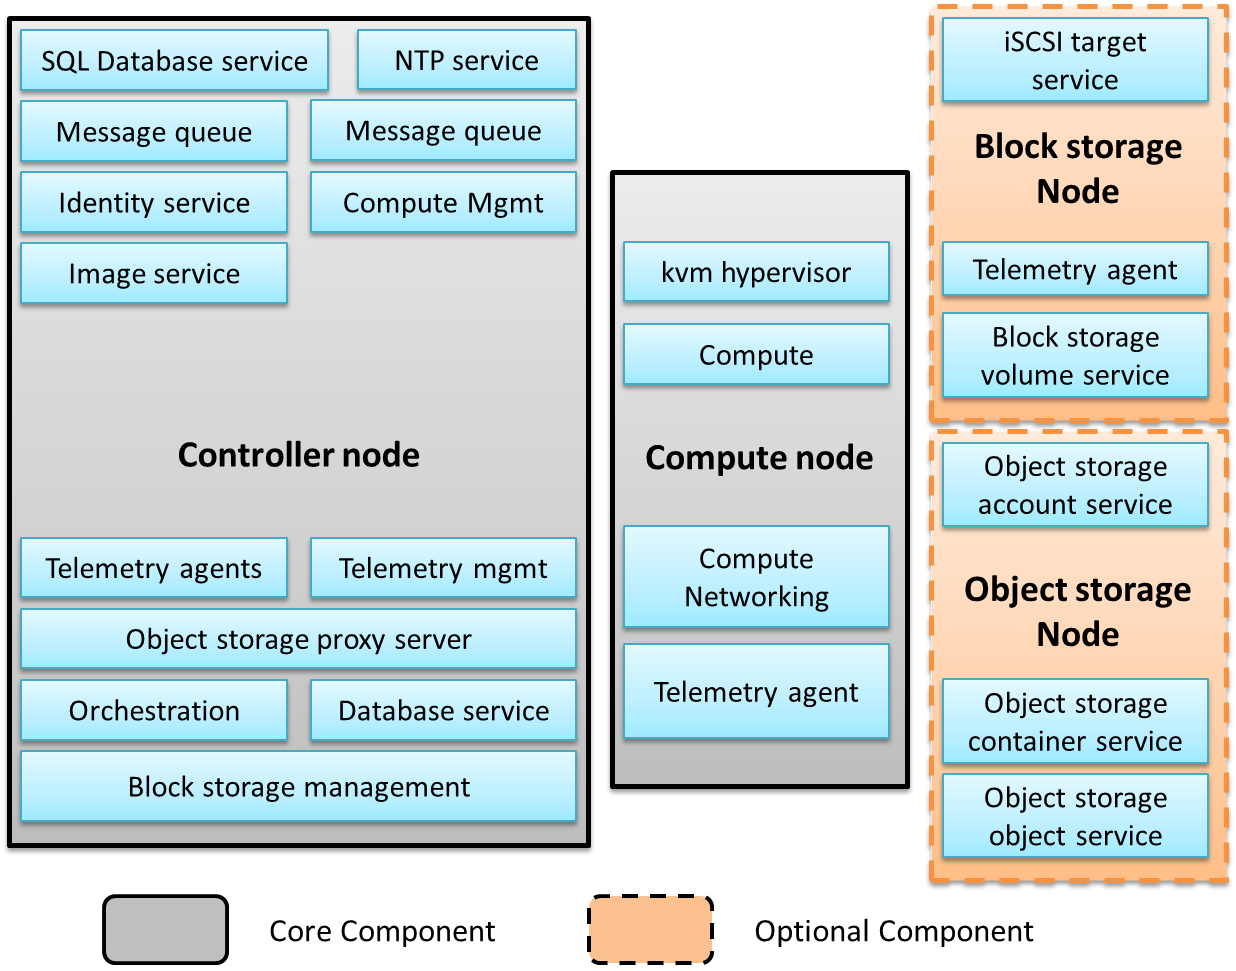 SQL Database service
NTP service
Message queue
Message queue
Identity service
Compute Mgmt
Image service
Controller node
Telemetry agents
Telemetry mgmt
Object storage proxy server
Orchestration
Database service
Block storage management
kvm hypervisor
Compute
Compute node
Compute
Networking
Telemetry agent
iSCSI target
service
Block storage
Node
Telemetry agent
Block storage
volume service
Object storage
account service
Object storage
Node
Object storage
container service
Object storage
object service
Core Component
Optional Component